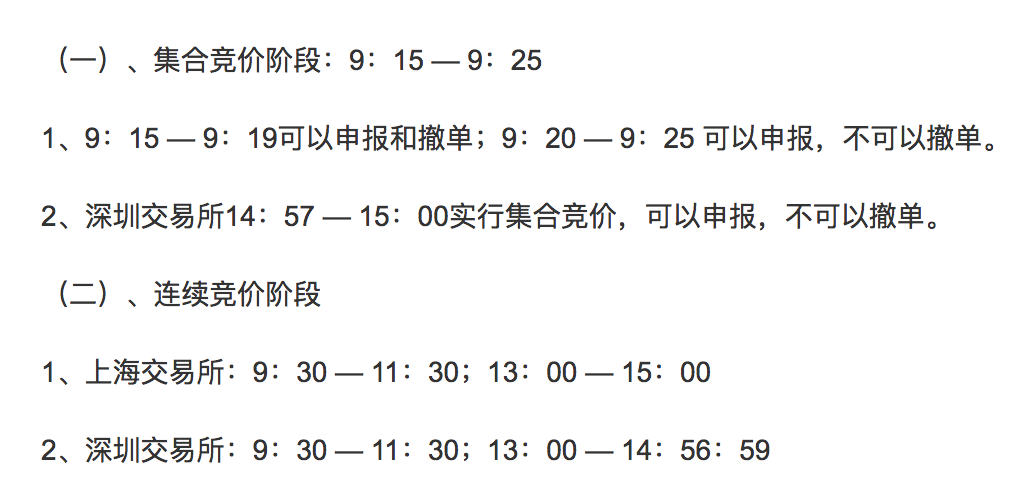 （一）、集合竞价阶段：9：15 — 9：25
1、9：15 — 9：19可以申报和撤单；9：20 — 9：25 可以申报，不可以撤单。
2、深圳交易所14：57 — 15：00实行集合竞价，可以申报，不可以撤单。
（二）、连续竞价阶段
1、上海交易所：9：30 — 11：30；13：00 — 15：00
2、深圳交易所：9：30 — 11：30；13：00 — 14：56：59